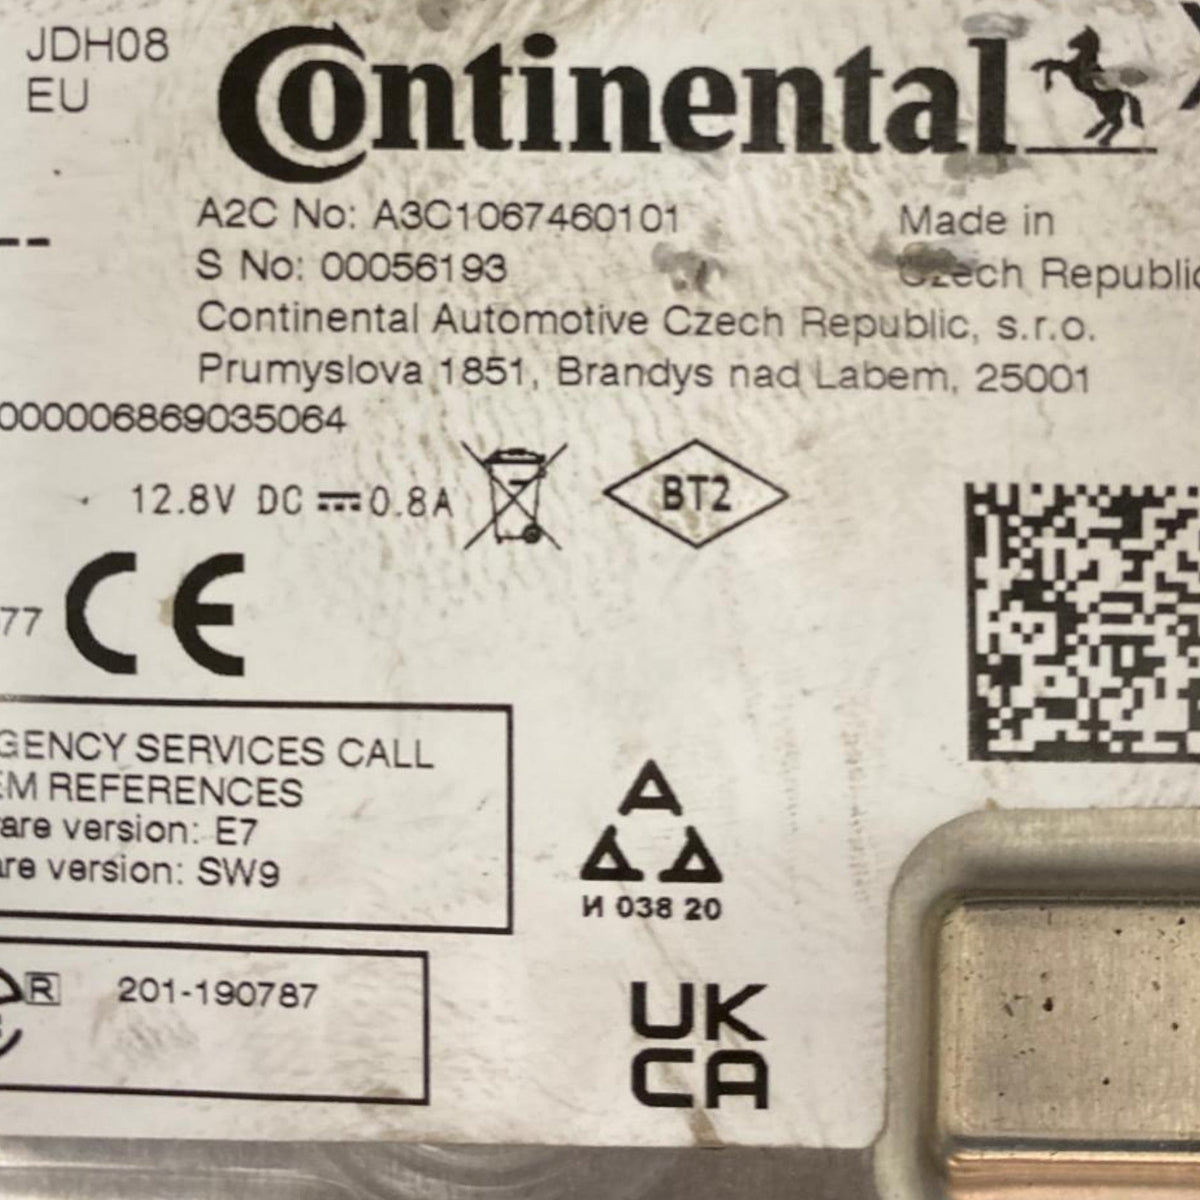 JDH08
EU
Continental
A2C No: A3C1067460101
S No: 00056193
Made in
Czech Republic
Continental Automotive Czech Republic, s.r.o.
Prumyslova 1851, Brandys nad Labem, 25001
000006869035064
12.8V DC 0.8A
BT2
77
CE
GENCY SERVICES CALL
EM REFERENCES
are version: E7
are version: SW9
И 038 20
R 201-190787
UK
CA